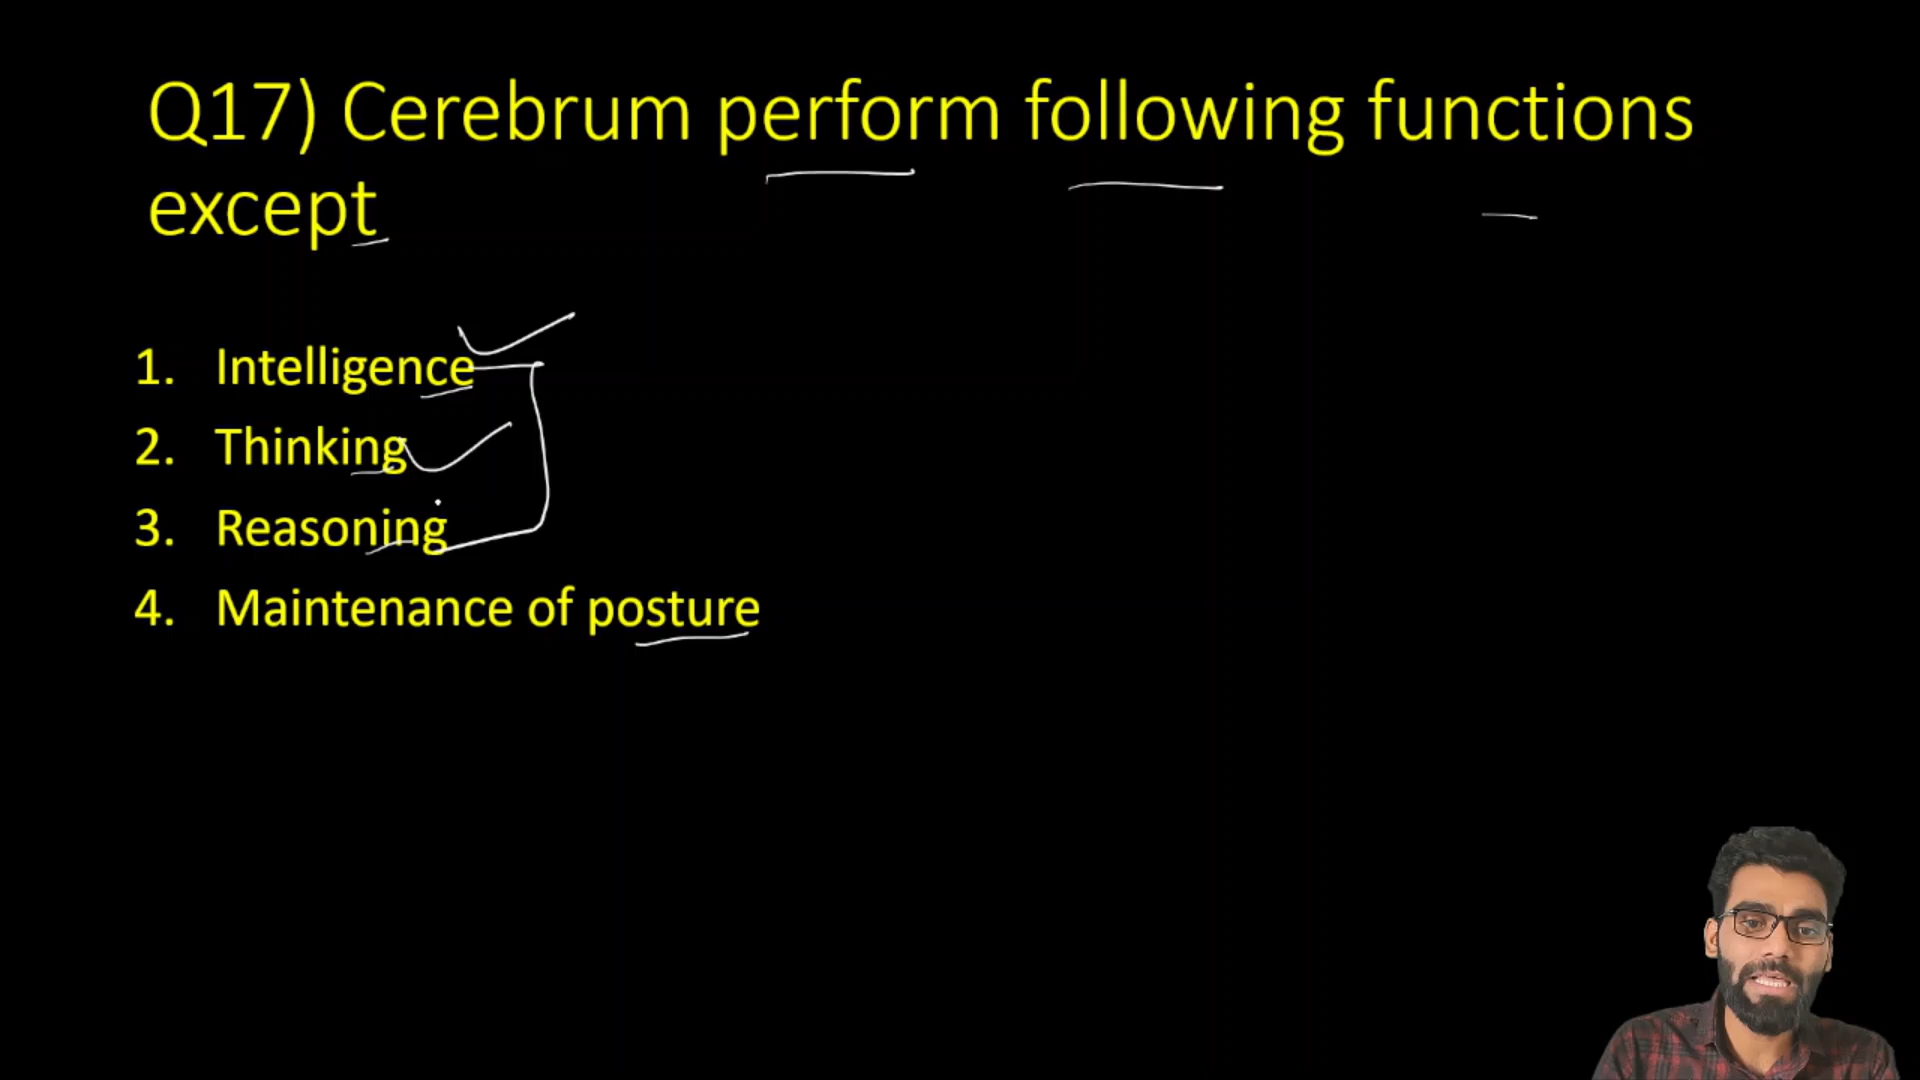 Q17) Cerebrum perform following functions
except
1. Intelligence
2. Thinking
3. Reasoning
4. Maintenance of posture